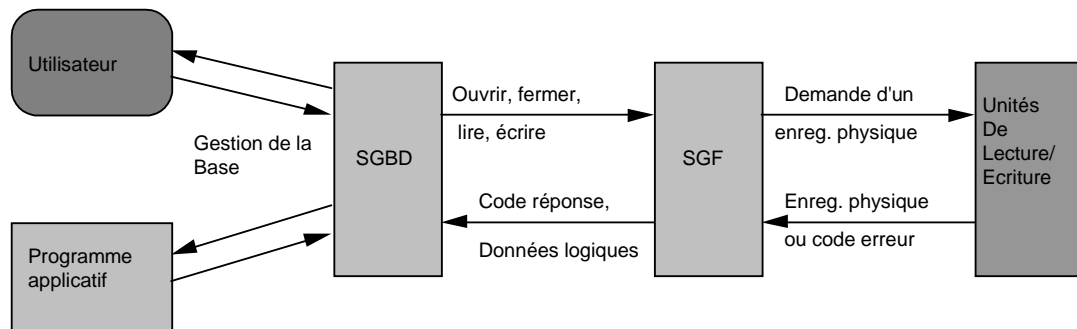 Utilisateur
Gestion de la
Base
Programme
applicatif
SGBD
Ouvrir, fermer,
lire, écrire
Code réponse,
Données logiques
SGF
Demande d'un
enreg. physique
Enreg. physique
ou code erreur
Unités
De
Lecture/
Ecriture